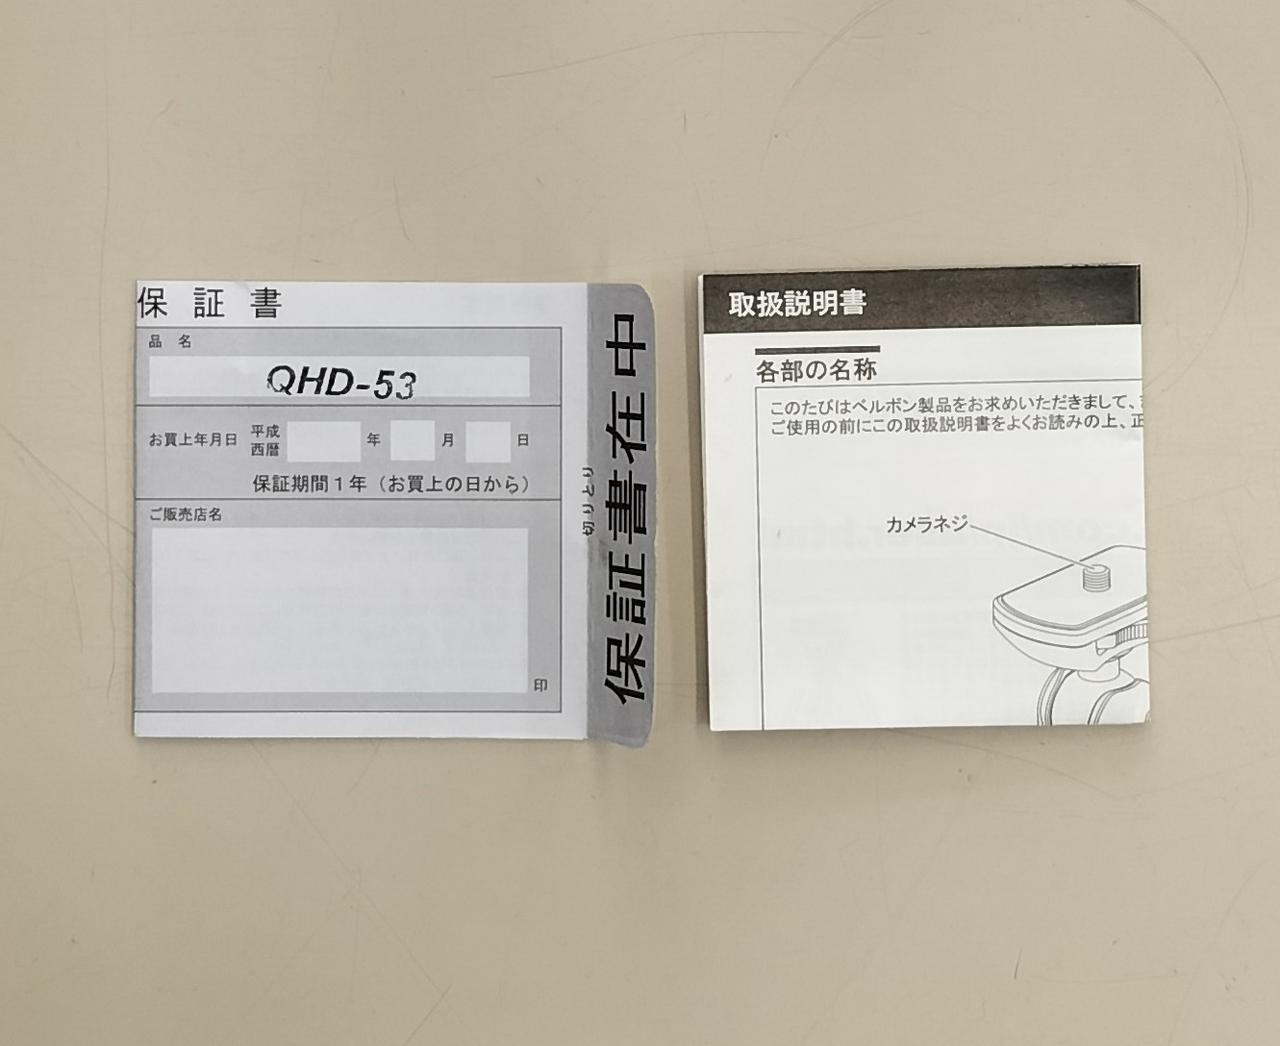 保証書
品名
QHD-53
お買上年月日 平成 西暦 年 月 日
保証期間1年（お買上の日から）
ご販売店名
印
切りとり
保証書在中
取扱説明書
各部の名称
このたびはベルボン製品をお求めいただきまして、
ご使用の前にこの取扱説明書をよくお読みの上、正
カメラネジ